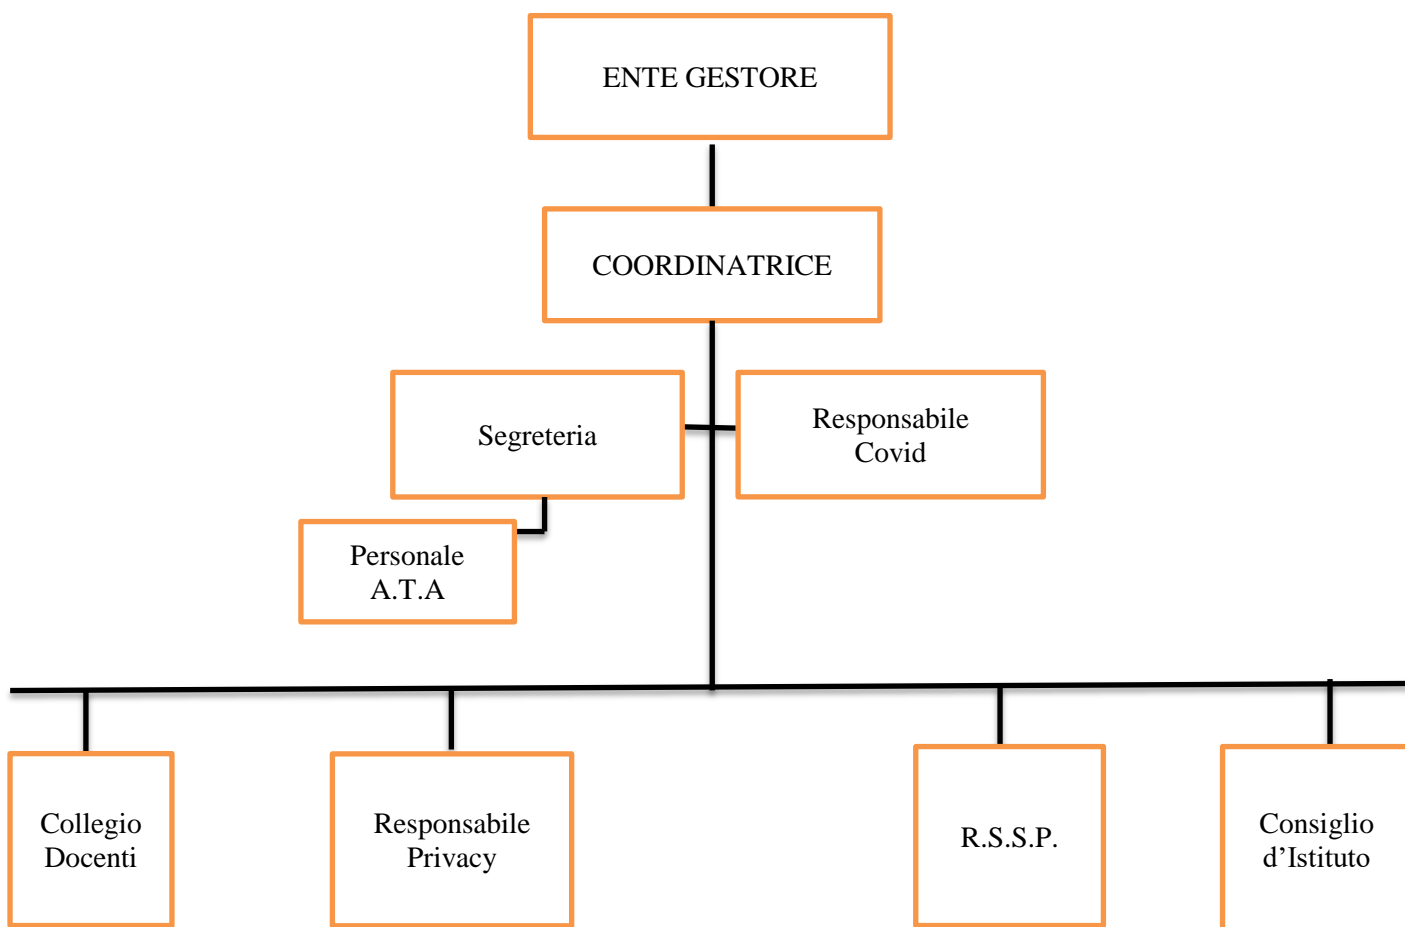 ENTE GESTORE
COORDINATRICE
Segreteria
Responsabile
Covid
Personale
A.T.A
Collegio
Docenti
Responsabile
Privacy
R.S.S.P.
Consiglio
d’Istituto